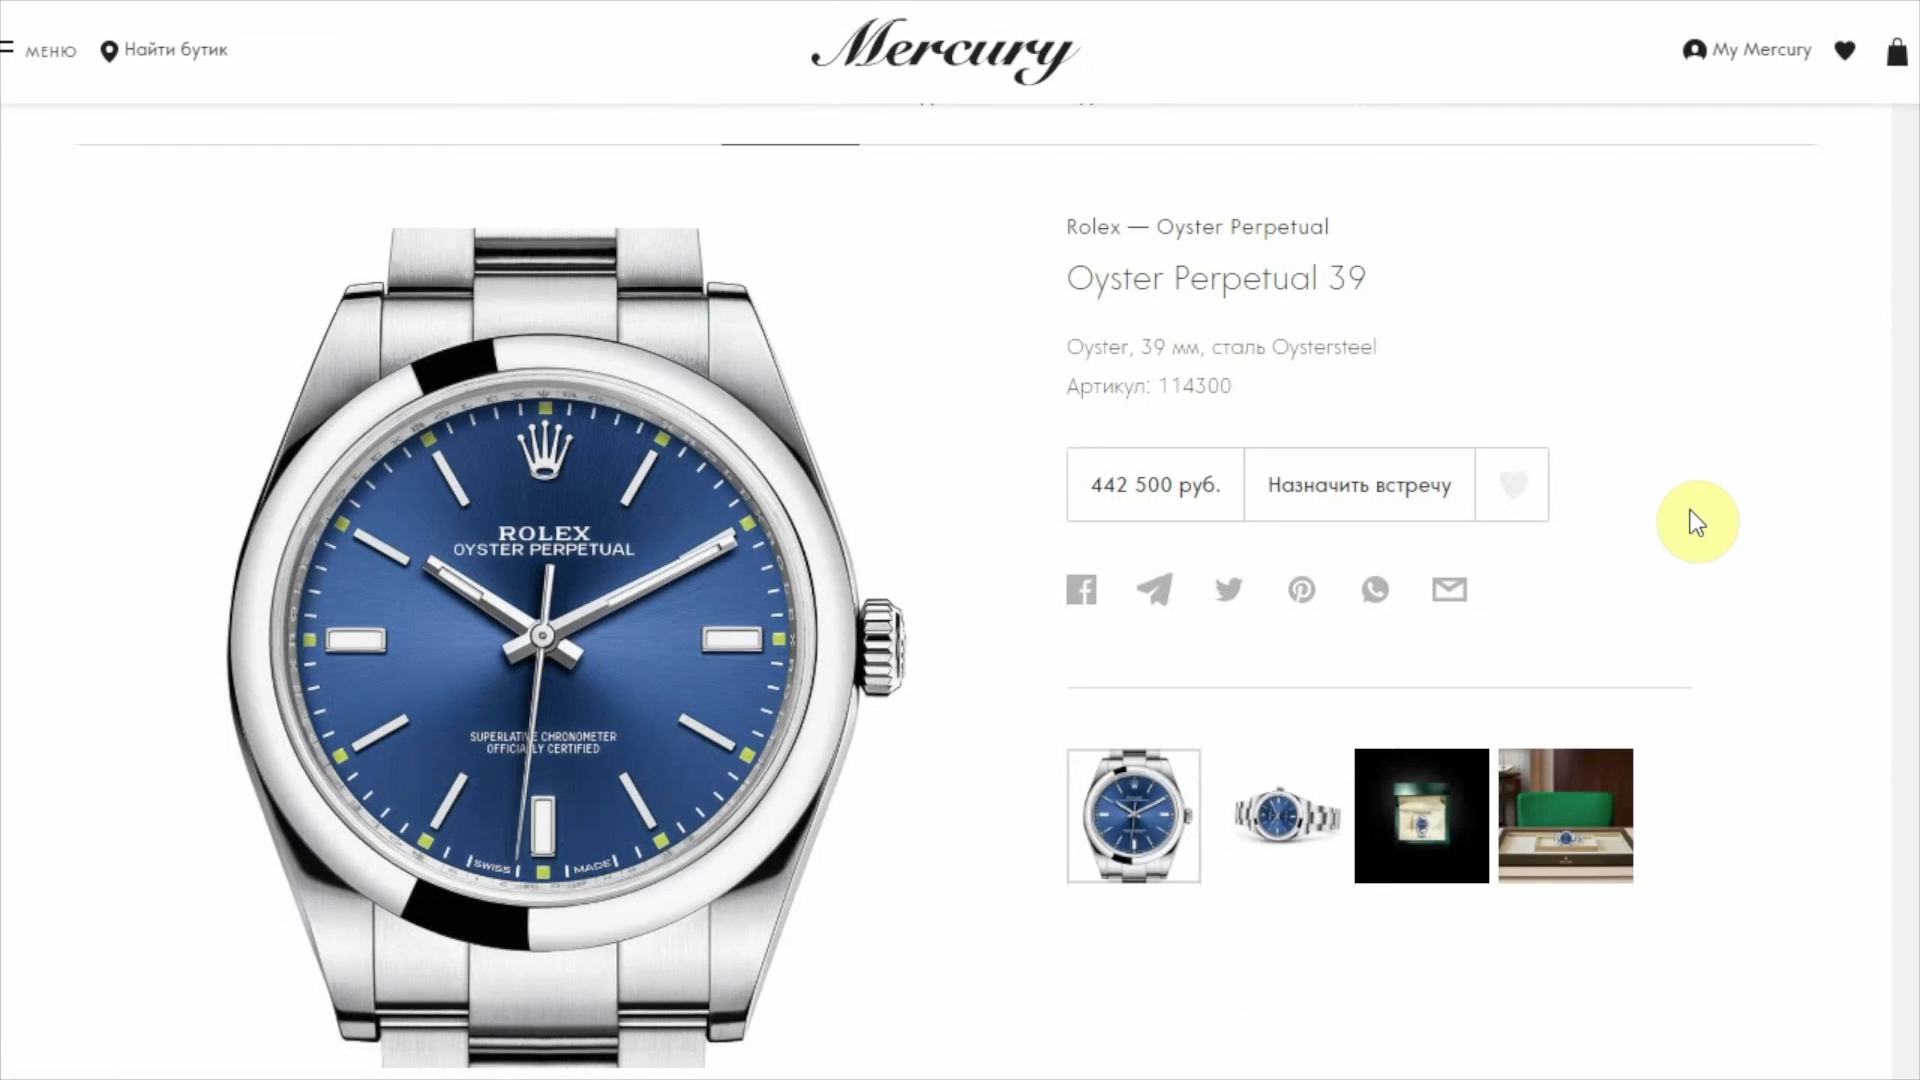 МЕНЮ
Найти бутик
Mercury
My Mercury
Rolex — Oyster Perpetual
Oyster Perpetual 39
Oyster, 39 мм, сталь Oystersteel
Артикул: 114300
442 500 руб.
Назначить встречу
ROLEX
OYSTER PERPETUAL
SUPERLATIVE CHRONOMETER
OFFICIALLY CERTIFIED
SWISS MADE